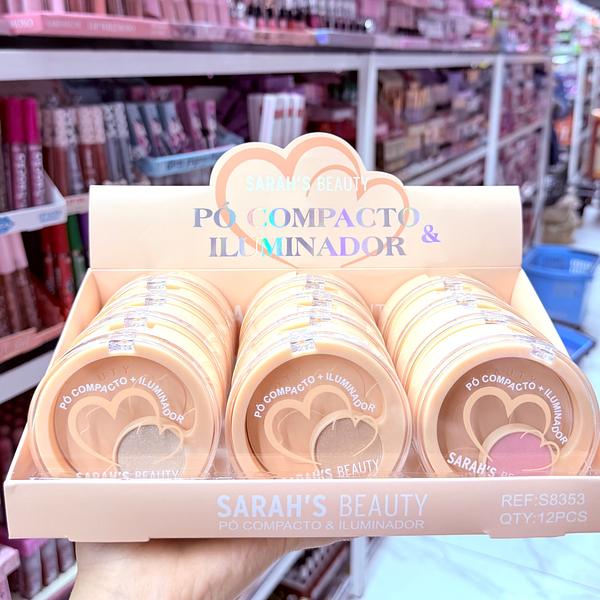 SARAH'S BEAUTY
PÓ COMPACTO &
ILUMINADOR
PÓ COMPACTO + ILUMINADOR
SARAH'S BEAUTY
PÓ COMPACTO + ILUMINADOR
SARAH'S BEAUTY
PÓ COMPACTO + ILUMINADOR
SARAH'S
SARAH'S BEAUTY
PÓ COMPACTO & ILUMINADOR
REF:S8353
QTY:12PCS